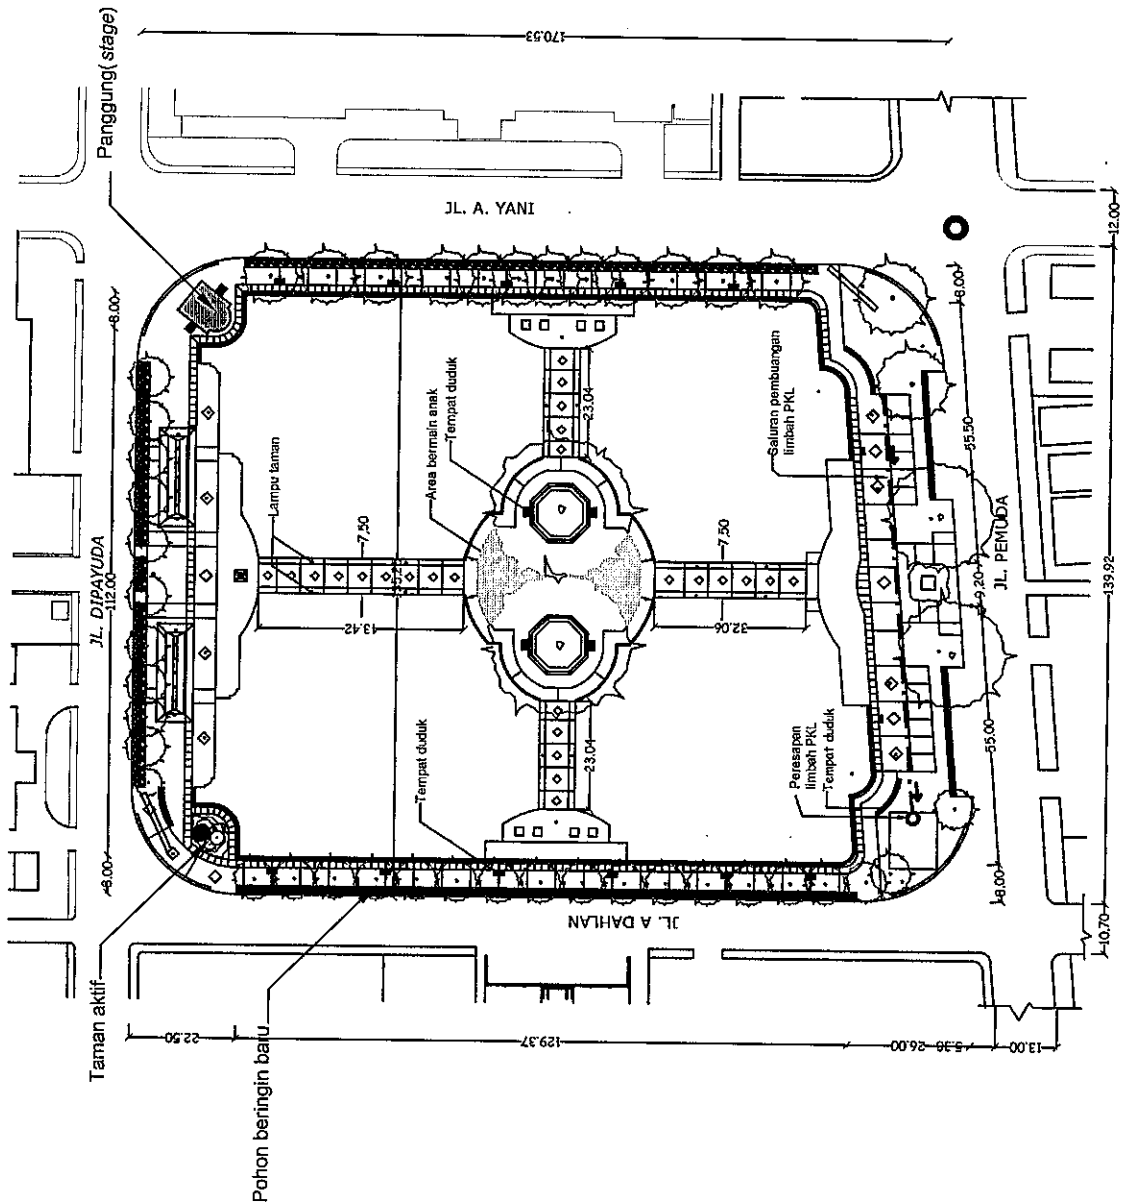 Panggung( stage)
170.53
JL. A. YANI
12.00
8.00
8.00
JL. DIPAYUDA
112.00
Lampu taman
Area bermain anak
Tempat duduk
23.04
Saluran pembuangan
limbah PKL
55.50
7,50
7,50
JL. PEMUDA
9.20
139.92
32.06
23.04
Tempat duduk
Peresapan
limbah PKL
Tempat duduk
55.00
8.00
8.00
JL. A DAHLAN
10.70
Taman aktif
22.50
129.37
26.00
13.00
Pohon beringin baru